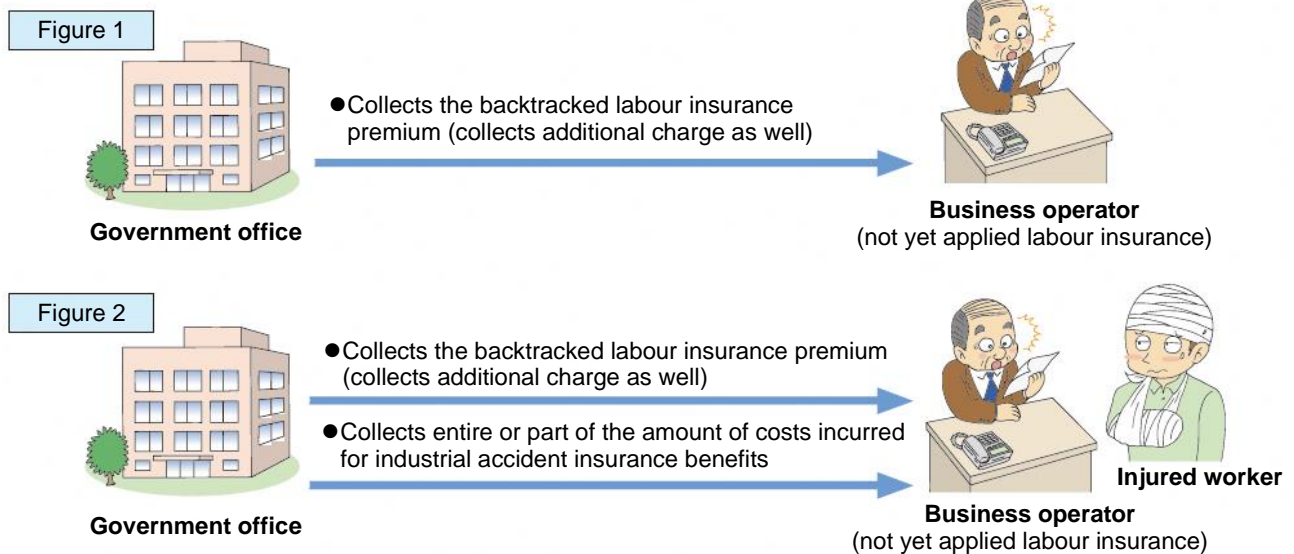 Figure 1
●Collects the backtracked labour insurance
premium (collects additional charge as well)
Government office
Business operator
(not yet applied labour insurance)
Figure 2
●Collects the backtracked labour insurance premium
(collects additional charge as well)
●Collects entire or part of the amount of costs incurred
for industrial accident insurance benefits
Injured worker
Government office
Business operator
(not yet applied labour insurance)